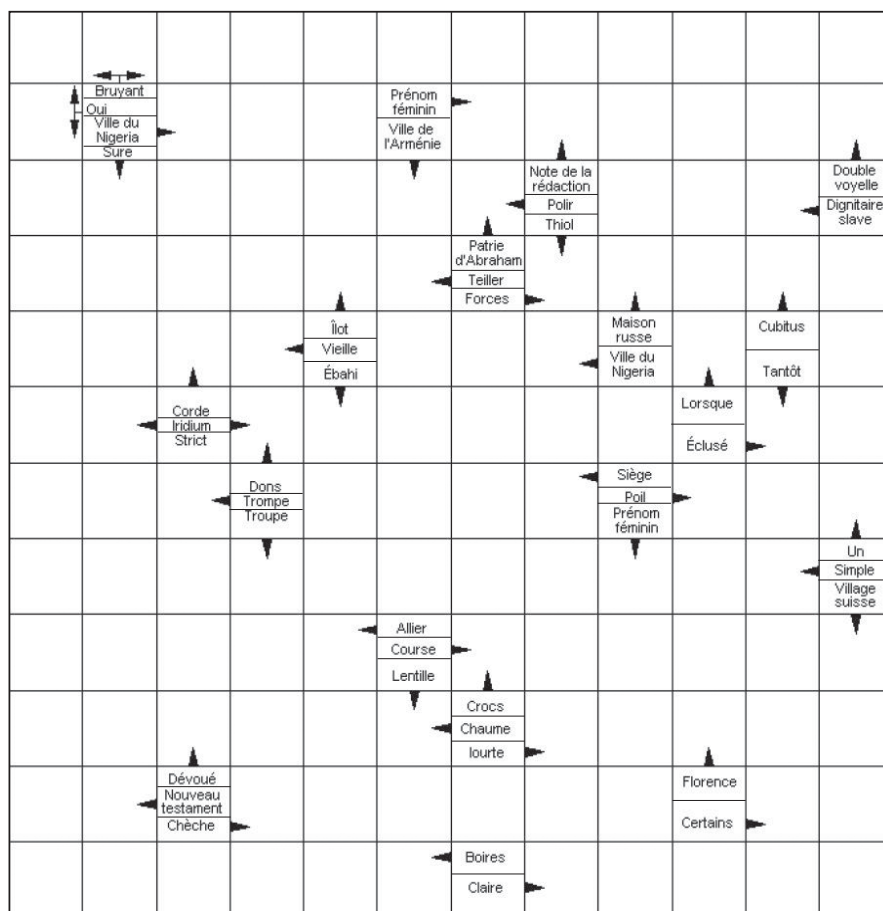 Bruyant
Oui
Ville du
Nigeria
Sure
Prénom
féminin
Ville de
l'Arménie
Note de la
rédaction
Polir
Thiol
Double
voyelle
Dignitaire
slave
Patrie
d'Abraham
Teiller
Forces
Îlot
Vieille
Ébahi
Maison
russe
Ville du
Nigeria
Cubitus
Tantôt
Corde
Iridium
Strict
Lorsque
Éclusé
Dons
Trompe
Troupe
Siège
Poil
Prénom
féminin
Un
Simple
Village
suisse
Allier
Course
Lentille
Crocs
Chaume
Iourte
Dévoué
Nouveau
testament
Chèche
Florence
Certains
Boires
Claire